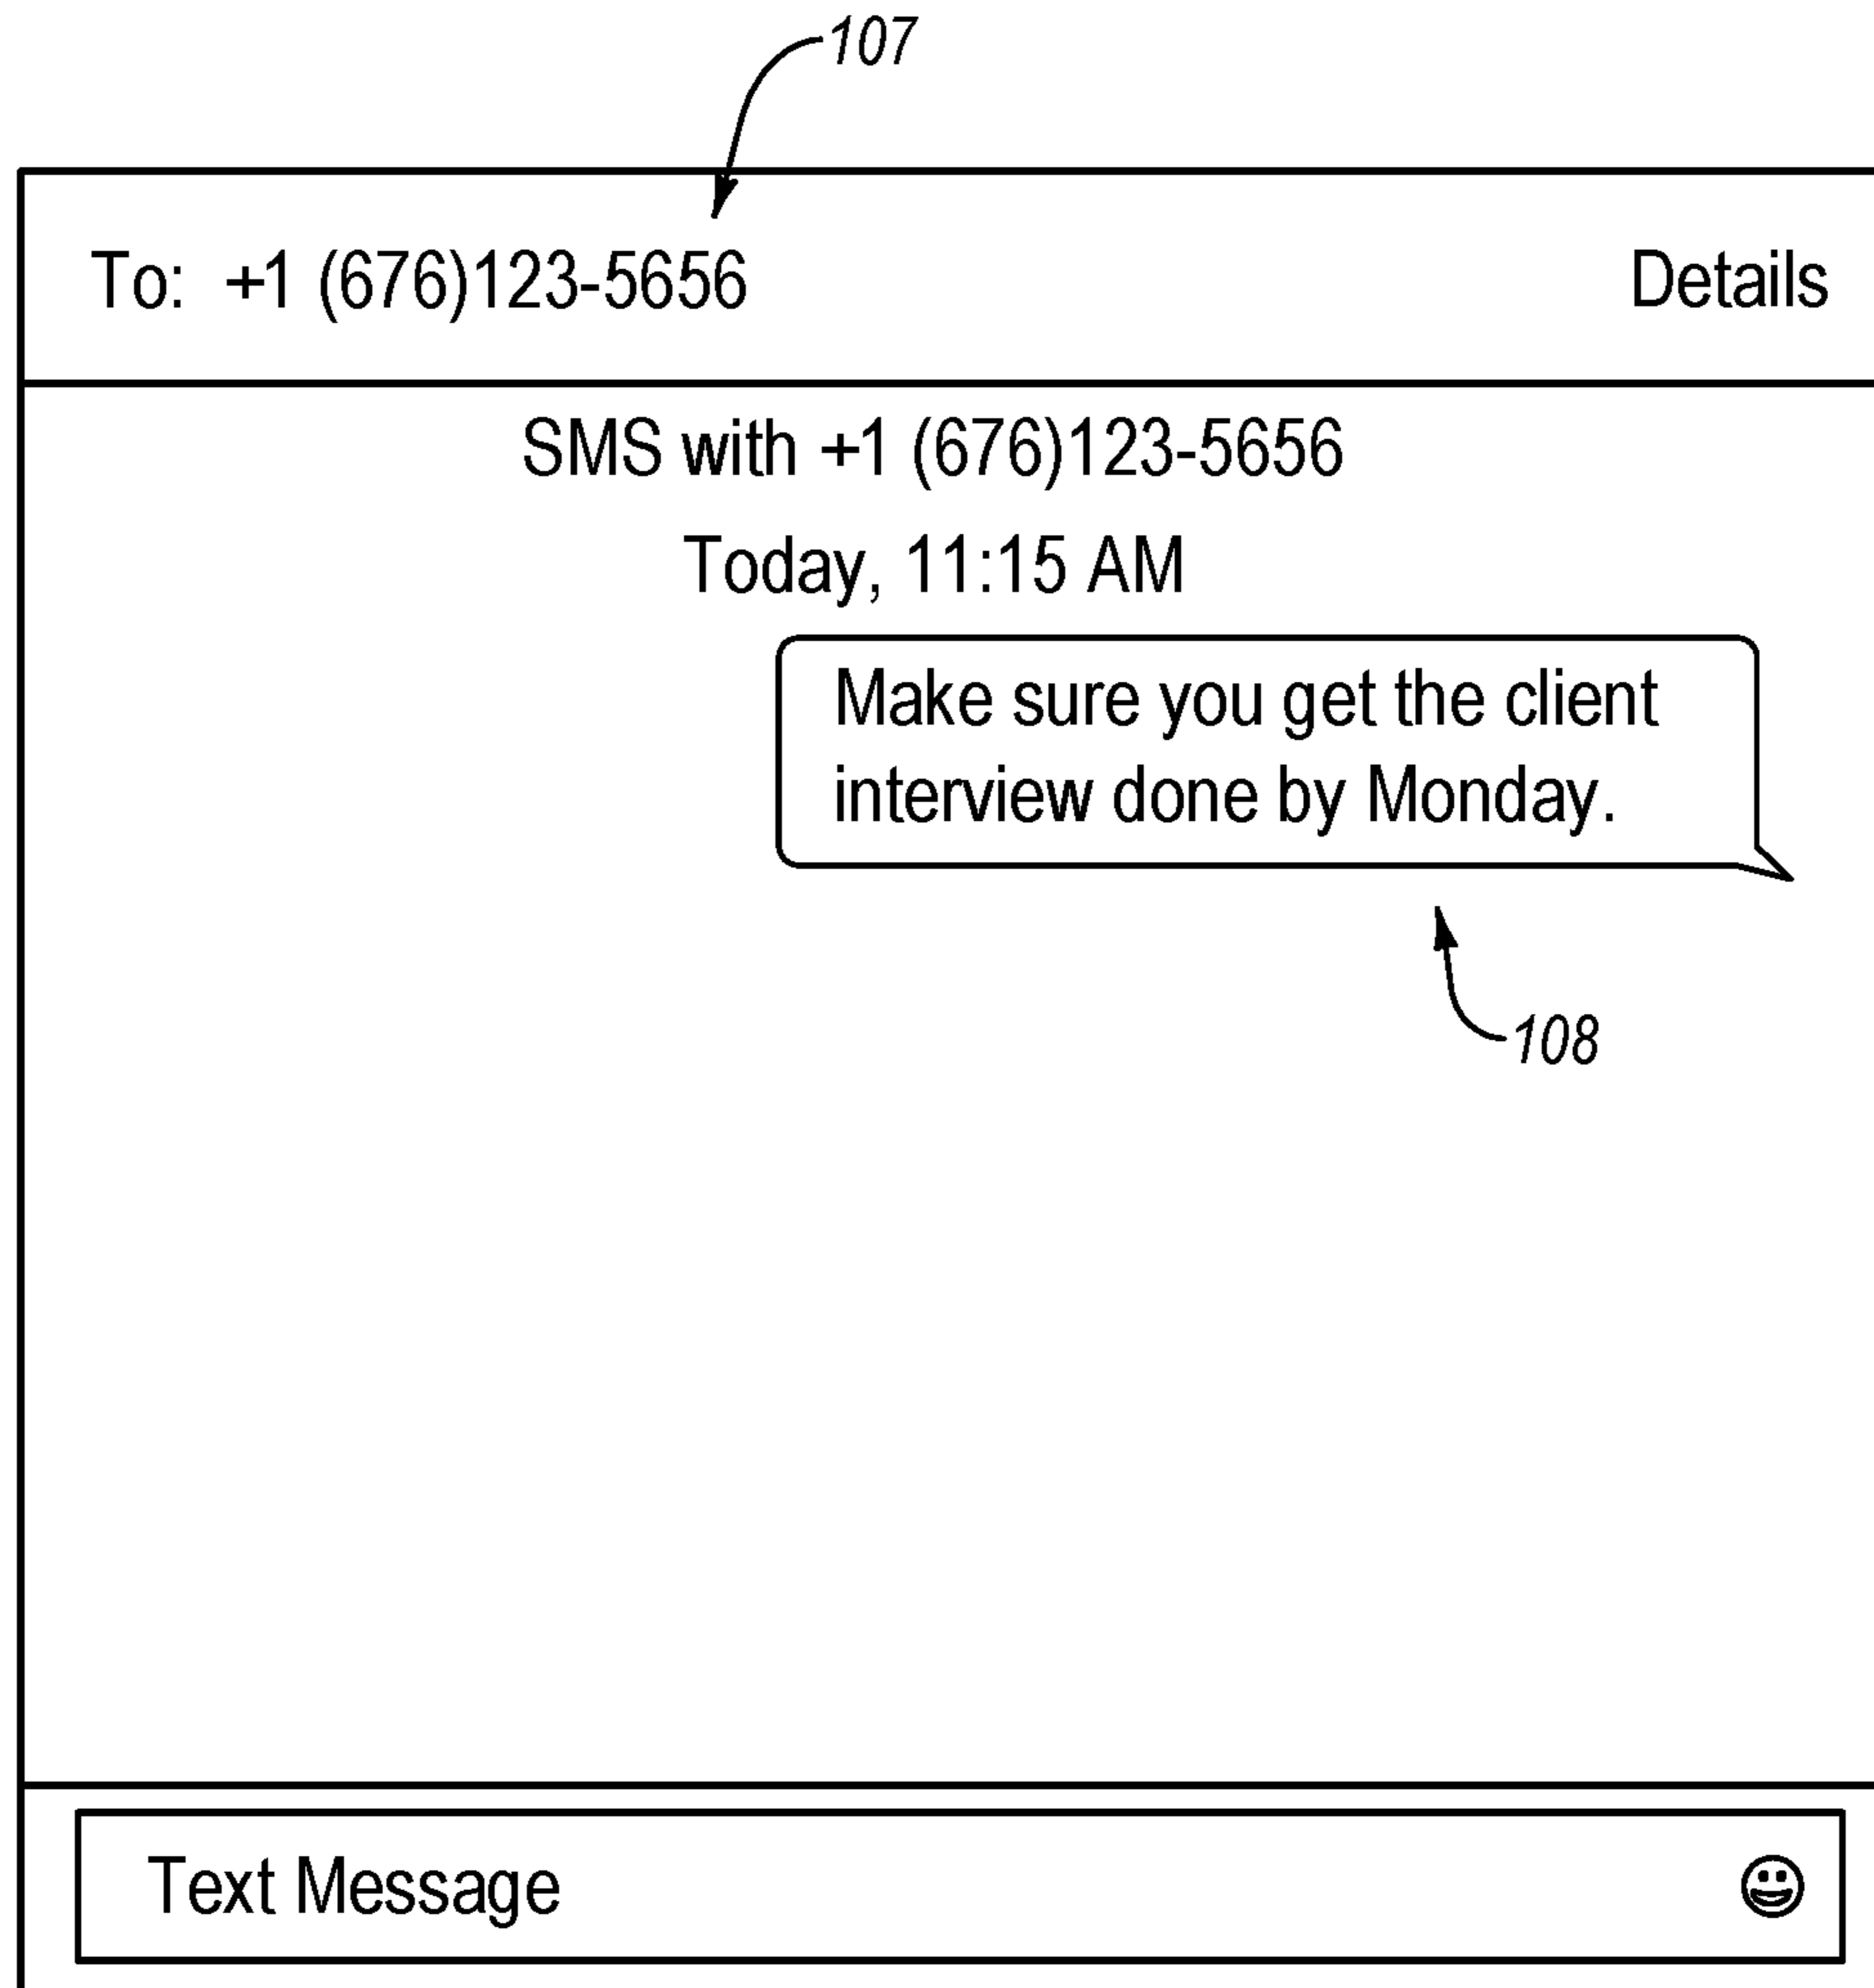 107
To: +1 (676)123-5656 Details
SMS with +1 (676)123-5656
Today, 11:15 AM
Make sure you get the client
interview done by Monday.
108
Text Message